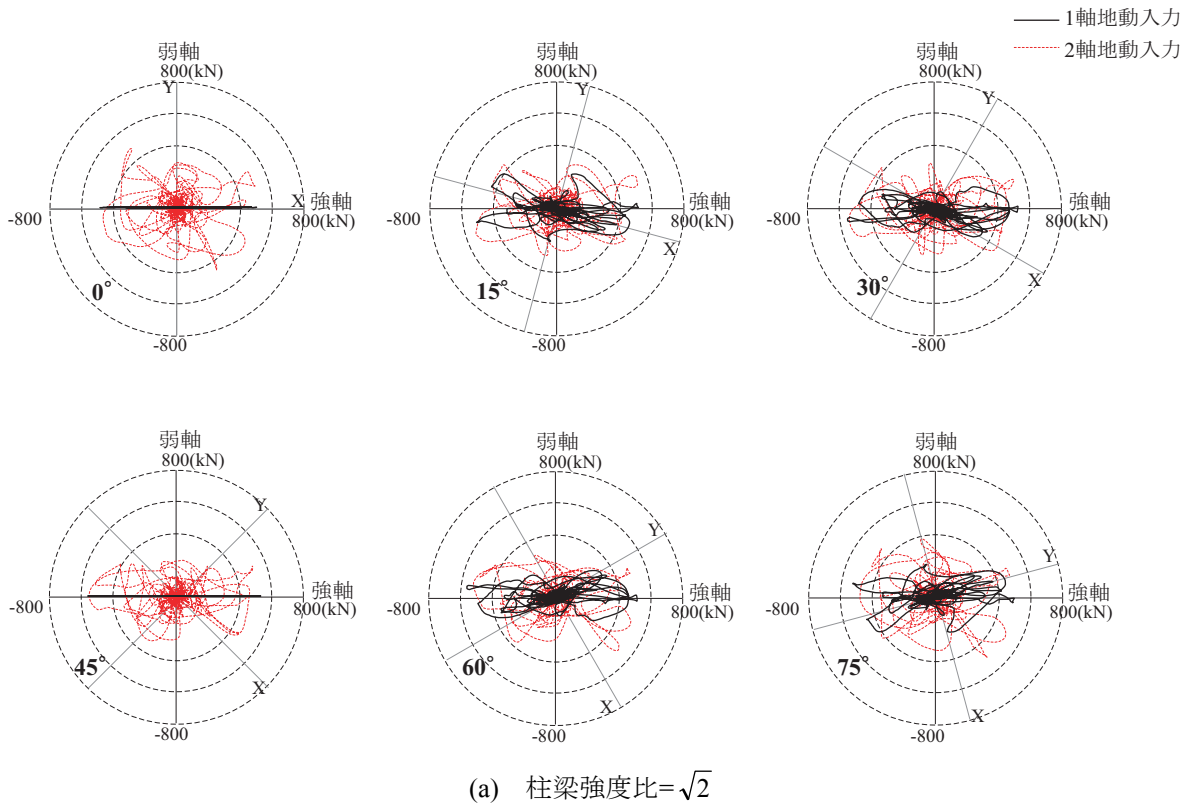 1軸地動入力
2軸地動入力
弱軸
800(kN)
Y
X 強軸
-800
800(kN)
0°
-800
弱軸
800(kN)
Y
強軸
-800
800(kN)
X
15°
-800
弱軸
800(kN)
Y
強軸
-800
800(kN)
X
30°
-800
弱軸
800(kN)
Y
強軸
-800
800(kN)
45°
X
-800
弱軸
800(kN)
Y
強軸
-800
800(kN)
60°
X
-800
弱軸
800(kN)
Y
強軸
-800
800(kN)
75°
X
-800
(a) 柱梁強度比=√2